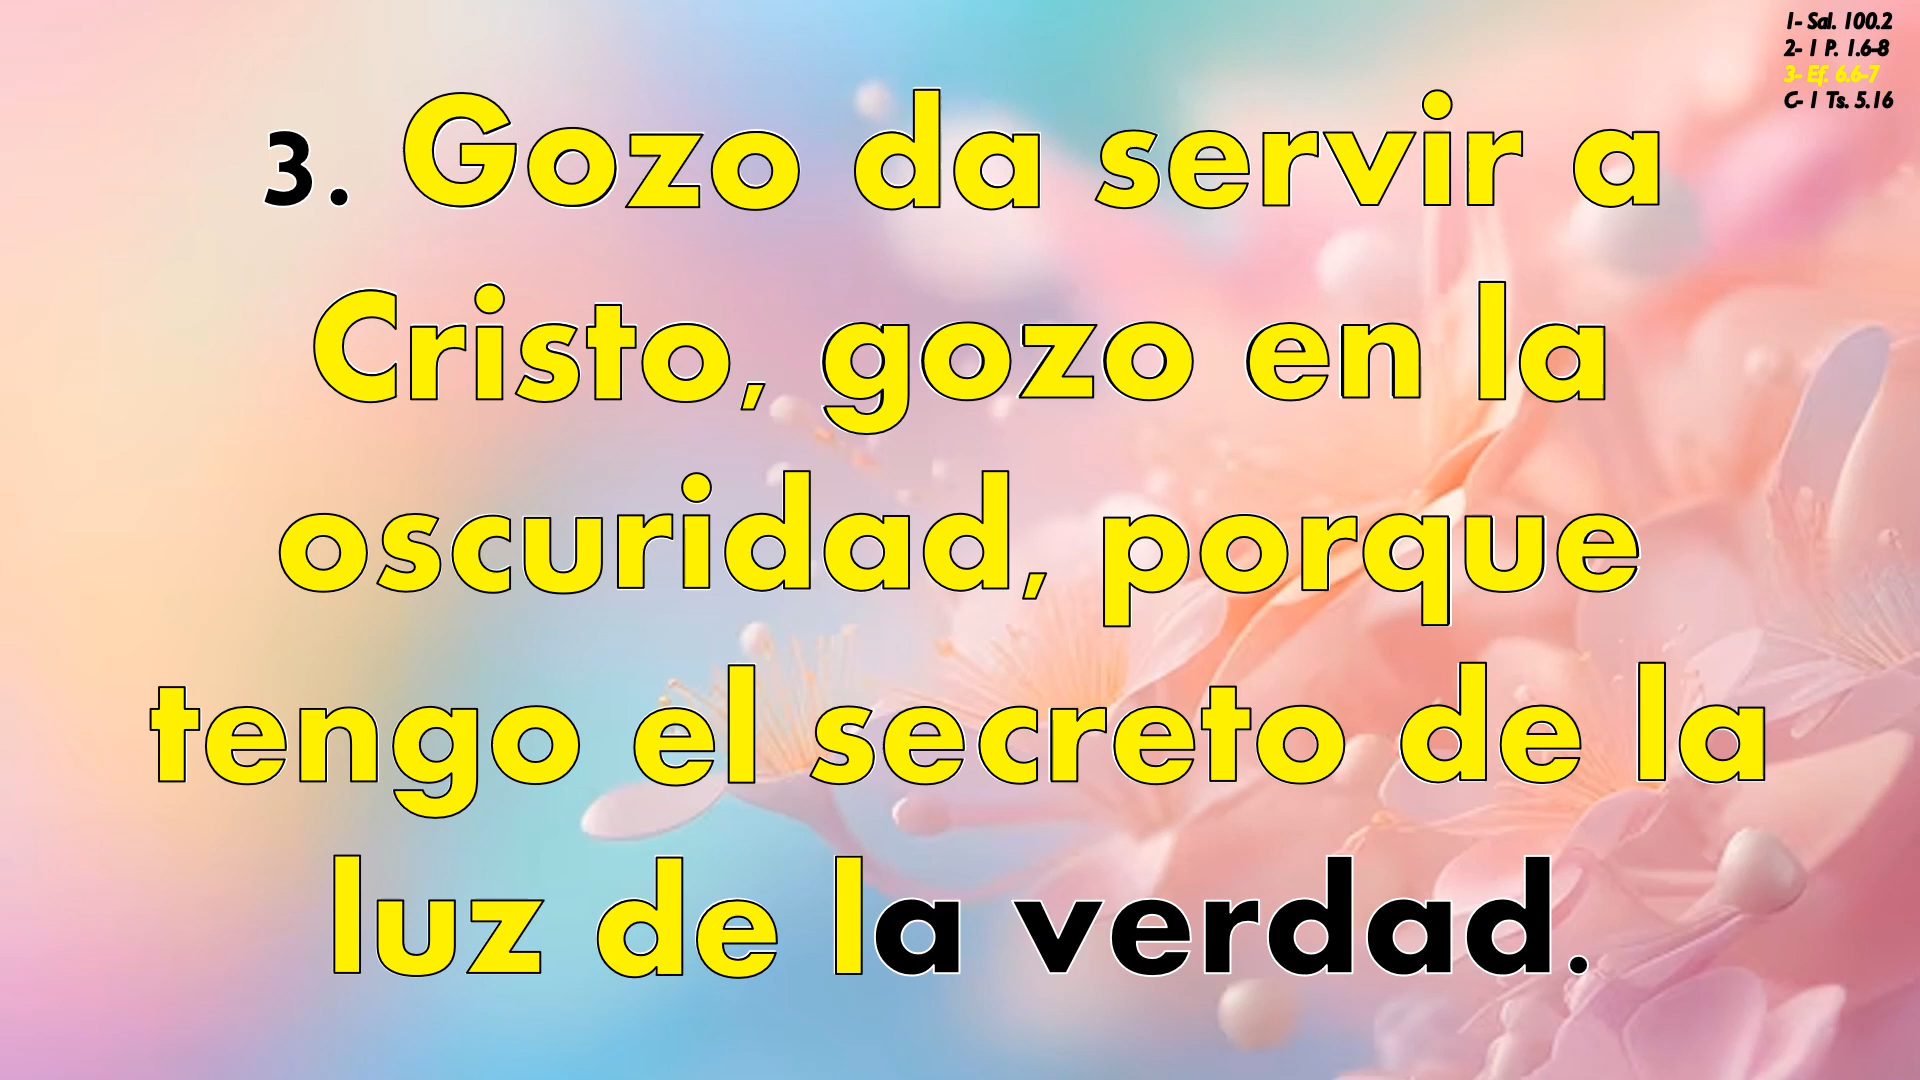 1- Sal. 100.2
2- 1 P. 1.6-8
3- Ef. 6.6-7
C- 1 Ts. 5.16
3. Gozo da servir a
Cristo, gozo en la
oscuridad, porque
tengo el secreto de la
luz de la verdad.